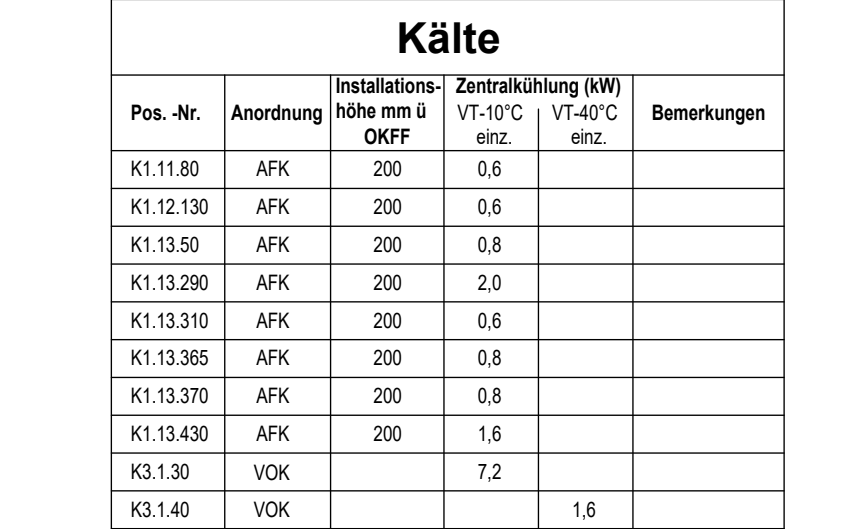 Kälte
Pos. -Nr. Anordnung Installations- höhe mm ü OKFF Zentralkühlung (kW) VT-10°C einz. VT-40°C einz. Bemerkungen
K1.11.80 AFK 200 0,6
K1.12.130 AFK 200 0,6
K1.13.50 AFK 200 0,8
K1.13.290 AFK 200 2,0
K1.13.310 AFK 200 0,6
K1.13.365 AFK 200 0,8
K1.13.370 AFK 200 0,8
K1.13.430 AFK 200 1,6
K3.1.30 VOK 7,2
K3.1.40 VOK 1,6